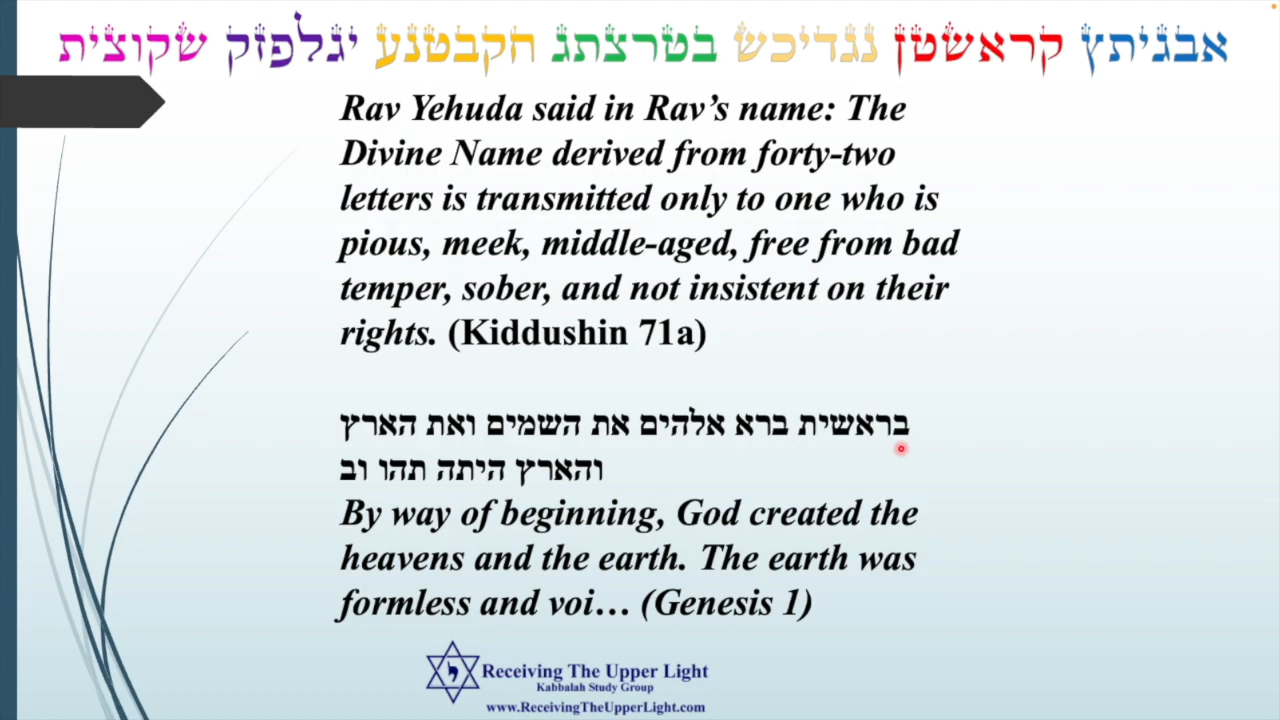 אבגיתץ קראשטן נגדיכש בטרצתג חקבטנע יגלפזק שקוצית
Rav Yehuda said in Rav’s name: The
Divine Name derived from forty-two
letters is transmitted only to one who is
pious, meek, middle-aged, free from bad
temper, sober, and not insistent on their
rights. (Kiddushin 71a)
בראשית ברא אלהים את השמים ואת הארץ
והארץ היתה תהו וב
By way of beginning, God created the
heavens and the earth. The earth was
formless and voi… (Genesis 1)
Receiving The Upper Light
Kabbalah Study Group
www.ReceivingTheUpperLight.com